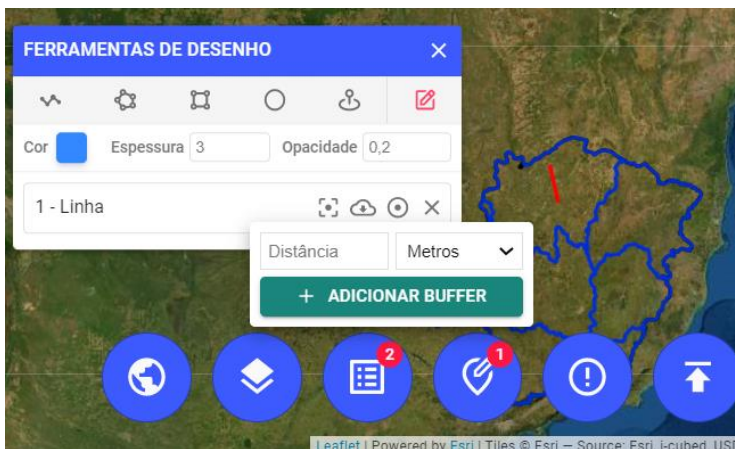 FERRAMENTAS DE DESENHO
Cor Espessura 3 Opacidade 0,2
1 - Linha
Distância Metros
+ ADICIONAR BUFFER
2
1
Leaflet | Powered by Esri | Tiles © Esri — Source: Esri, i-cubed, USD